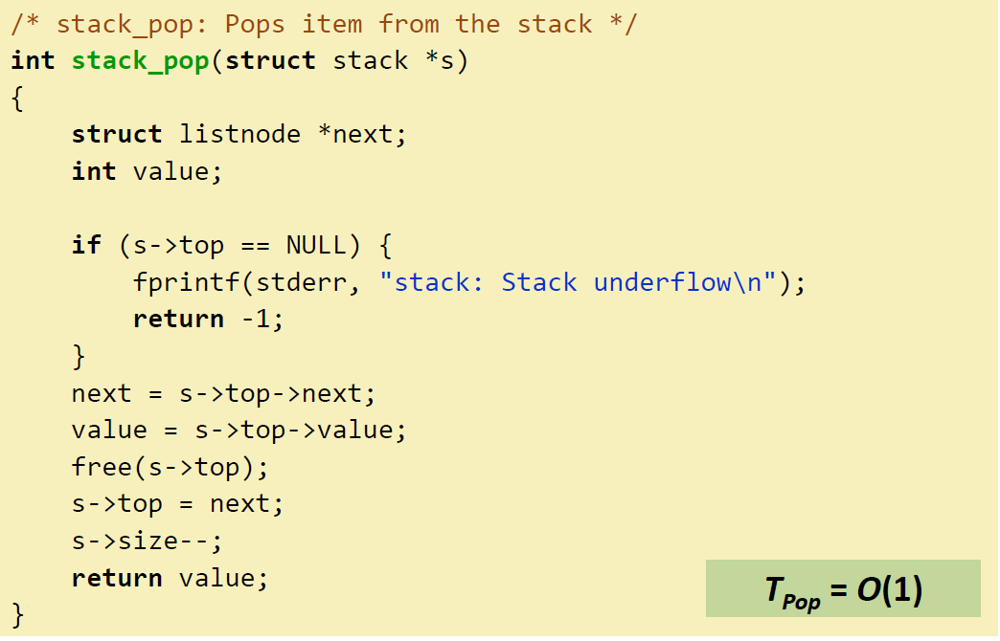 /* stack_pop: Pops item from the stack */
int stack_pop(struct stack *s)
{
    struct listnode *next;
    int value;

    if (s->top == NULL) {
        fprintf(stderr, "stack: Stack underflow\n");
        return -1;
    }
    next = s->top->next;
    value = s->top->value;
    free(s->top);
    s->top = next;
    s->size--;
    return value;
}
T_Pop = O(1)